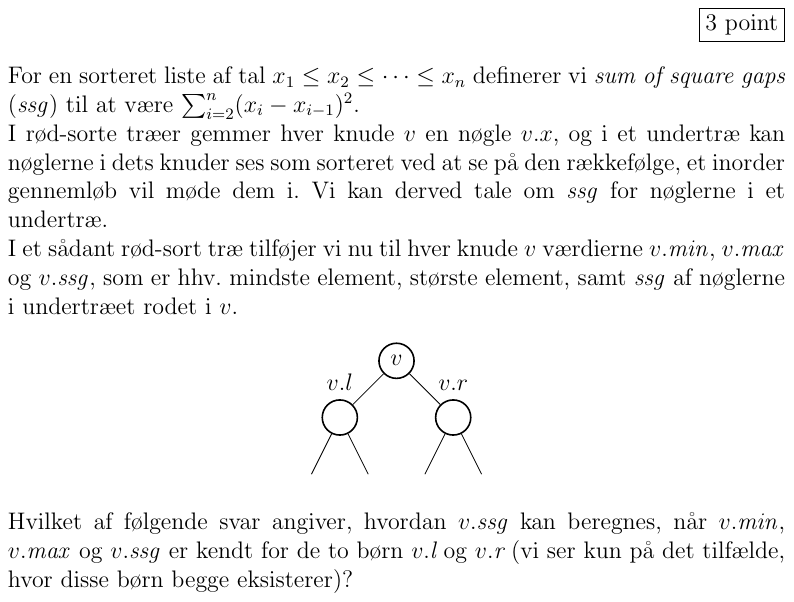 3 point
For en sorteret liste af tal x₁ ≤ x₂ ≤ ⋯ ≤ xₙ definerer vi sum of square gaps
(ssg) til at være ∑ⁿᵢ₌₂(xᵢ − xᵢ₋₁)².
I rød-sorte træer gemmer hver knude v en nøgle v.x, og i et undertræ kan
nøglerne i dets knuder ses som sorteret ved at se på den rækkefølge, et inorder
gennemløb vil møde dem i. Vi kan derved tale om ssg for nøglerne i et
undertræ.
I et sådant rød-sort træ tilføjer vi nu til hver knude v værdierne v.min, v.max
og v.ssg, som er hhv. mindste element, største element, samt ssg af nøglerne
i undertræet rodet i v.
v
v.l v.r
Hvilket af følgende svar angiver, hvordan v.ssg kan beregnes, når v.min,
v.max og v.ssg er kendt for de to børn v.l og v.r (vi ser kun på det tilfælde,
hvor disse børn begge eksisterer)?